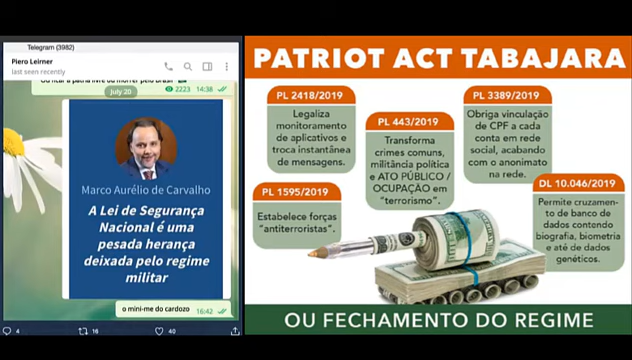 Telegram (3982)
Piero Leirner
last seen recently
2223 14:38
July 20
Marco Aurélio de Carvalho
A Lei de Segurança
Nacional é uma
pesada herança
deixada pelo regime
militar
o mini-me do cardozo
16:42
4
16
40
PATRIOT ACT TABAJARA
PL 2418/2019
Legaliza
monitoramento
de aplicativos e
troca instantânea
de mensagens.
PL 443/2019
Transforma
crimes comuns,
militância política
e ATO PÚBLICO /
OCUPAÇÃO em
"terrorismo".
PL 3389/2019
Obriga vinculação
de CPF a cada
conta em rede
social, acabando
com o anonimato
na rede.
PL 1595/2019
Estabelece forças
"antiterroristas".
DL 10.046/2019
Permite cruzamento
de banco de
dados contendo
biografia, biometria
e até de dados
genéticos.
OU FECHAMENTO DO REGIME